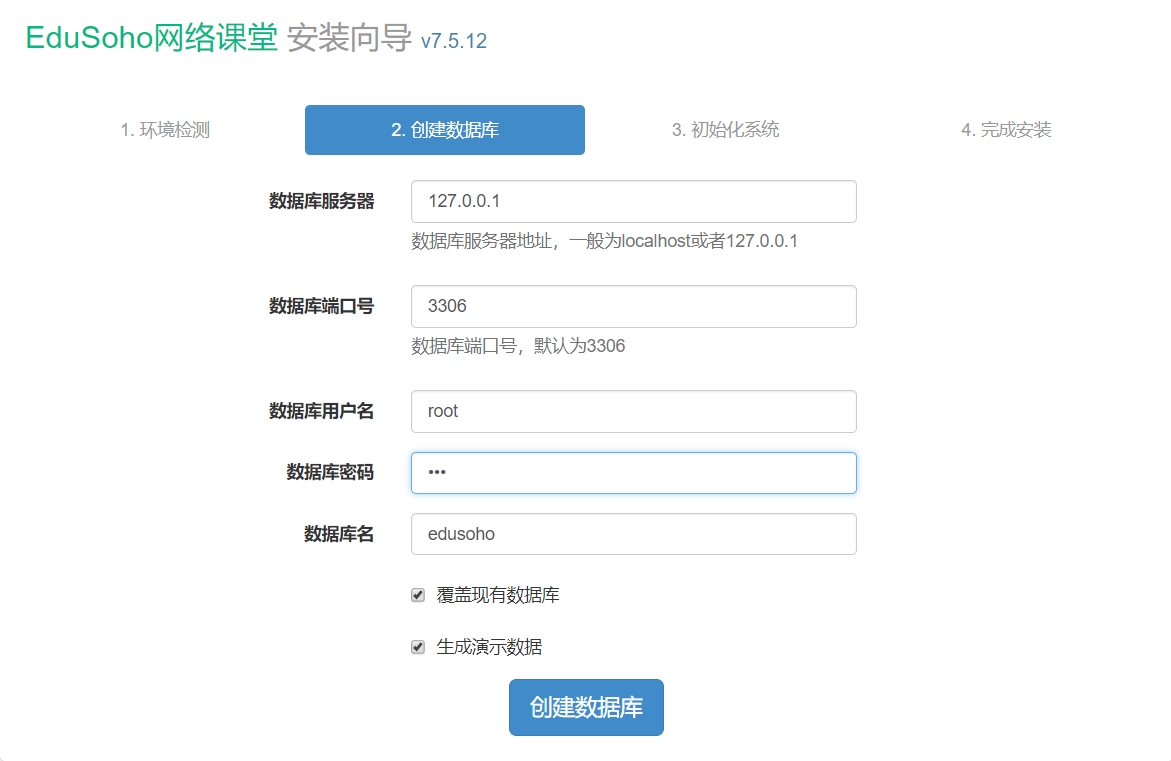 EduSoho网络课堂 安装向导 v7.5.12
1. 环境检测 2. 创建数据库 3. 初始化系统 4. 完成安装
数据库服务器 127.0.0.1
数据库服务器地址，一般为localhost或者127.0.0.1
数据库端口号 3306
数据库端口号，默认为3306
数据库用户名 root
数据库密码 •••
数据库名 edusoho
覆盖现有数据库
生成演示数据
创建数据库